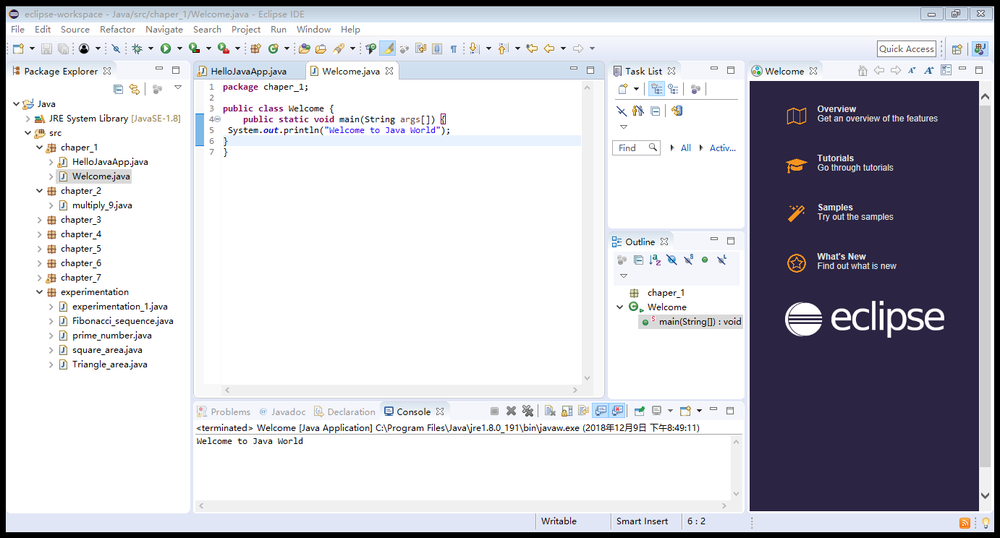 eclipse-workspace - Java/src/chaper_1/Welcome.java - Eclipse IDE
File Edit Source Refactor Navigate Search Project Run Window Help
Quick Access
Package Explorer
Java
JRE System Library [JavaSE-1.8]
src
chaper_1
HelloJavaApp.java
Welcome.java
chapter_2
multiply_9.java
chapter_3
chapter_4
chapter_5
chapter_6
chapter_7
experimentation
experimentation_1.java
Fibonacci_sequence.java
prime_number.java
square_area.java
Triangle_area.java
HelloJavaApp.java Welcome.java
1 package chaper_1;
2
3 public class Welcome {
4 public static void main(String args[]) {
5 System.out.println("Welcome to Java World");
6 }
7 }
Task List
Find All Activ...
Outline
chaper_1
Welcome
main(String[]) : void
Welcome
Overview
Get an overview of the features
Tutorials
Go through tutorials
Samples
Try out the samples
What's New
Find out what is new
eclipse
Problems @ Javadoc Declaration Console
<terminated> Welcome [Java Application] C:\Program Files\Java\jre1.8.0_191\bin\javaw.exe (2018年12月9日 下午8:49:11)
Welcome to Java World
Writable Smart Insert 6 : 2